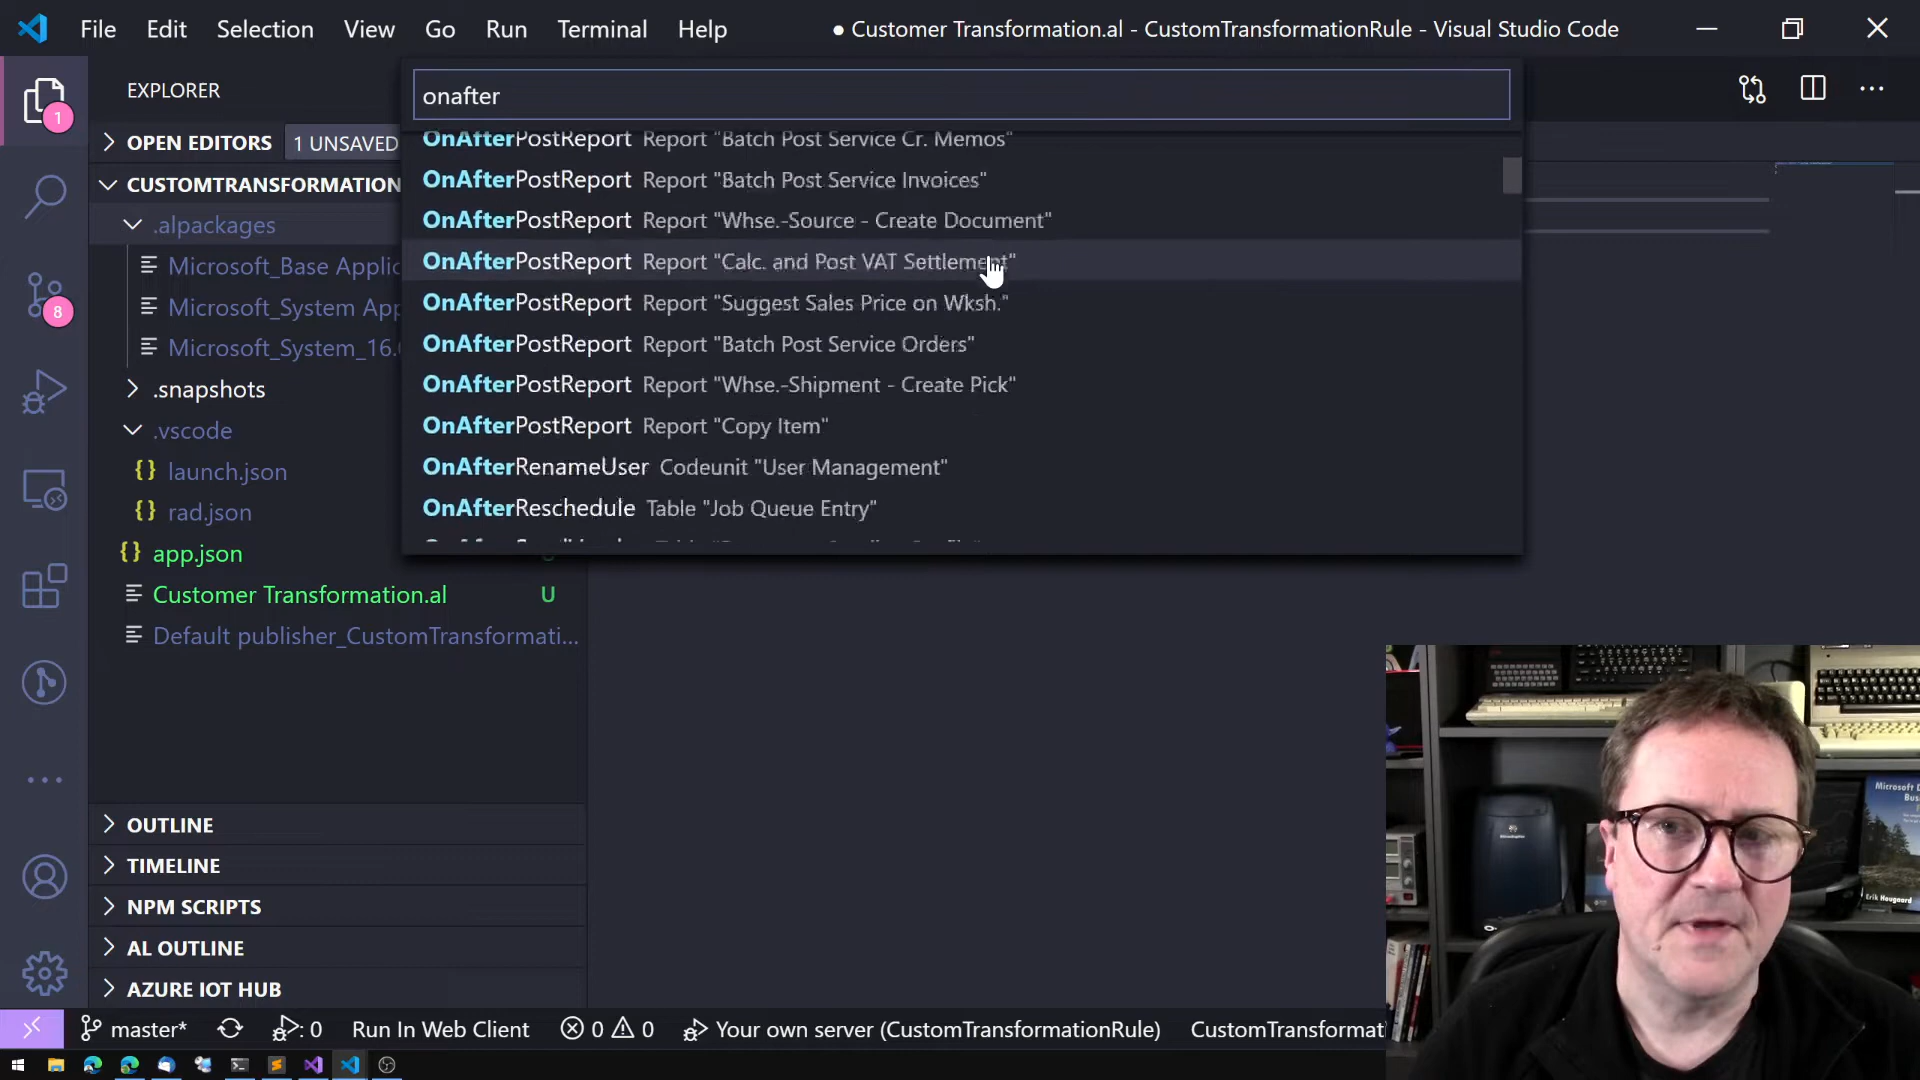 File Edit Selection View Go Run Terminal Help
● Customer Transformation.al - CustomTransformationRule - Visual Studio Code
EXPLORER
onafter
OPEN EDITORS
1 UNSAVED
CUSTOMTRANSFORMATION
.alpackages
Microsoft_Base Applic
Microsoft_System App
Microsoft_System_16.
.snapshots
.vscode
launch.json
rad.json
app.json
Customer Transformation.al U
Default publisher_CustomTransformati...
OUTLINE
TIMELINE
NPM SCRIPTS
AL OUTLINE
AZURE IOT HUB
1
8
OnAfterPostReport Report "Batch Post Service Cr. Memos"
OnAfterPostReport Report "Batch Post Service Invoices"
OnAfterPostReport Report "Whse.-Source - Create Document"
OnAfterPostReport Report "Calc. and Post VAT Settlement"
OnAfterPostReport Report "Suggest Sales Price on Wksh."
OnAfterPostReport Report "Batch Post Service Orders"
OnAfterPostReport Report "Whse.-Shipment - Create Pick"
OnAfterPostReport Report "Copy Item"
OnAfterRenameUser Codeunit "User Management"
OnAfterReschedule Table "Job Queue Entry"
Microsoft D
Erik Hougaard
master* : 0 Run In Web Client 0 0 Your own server (CustomTransformationRule) CustomTransformat